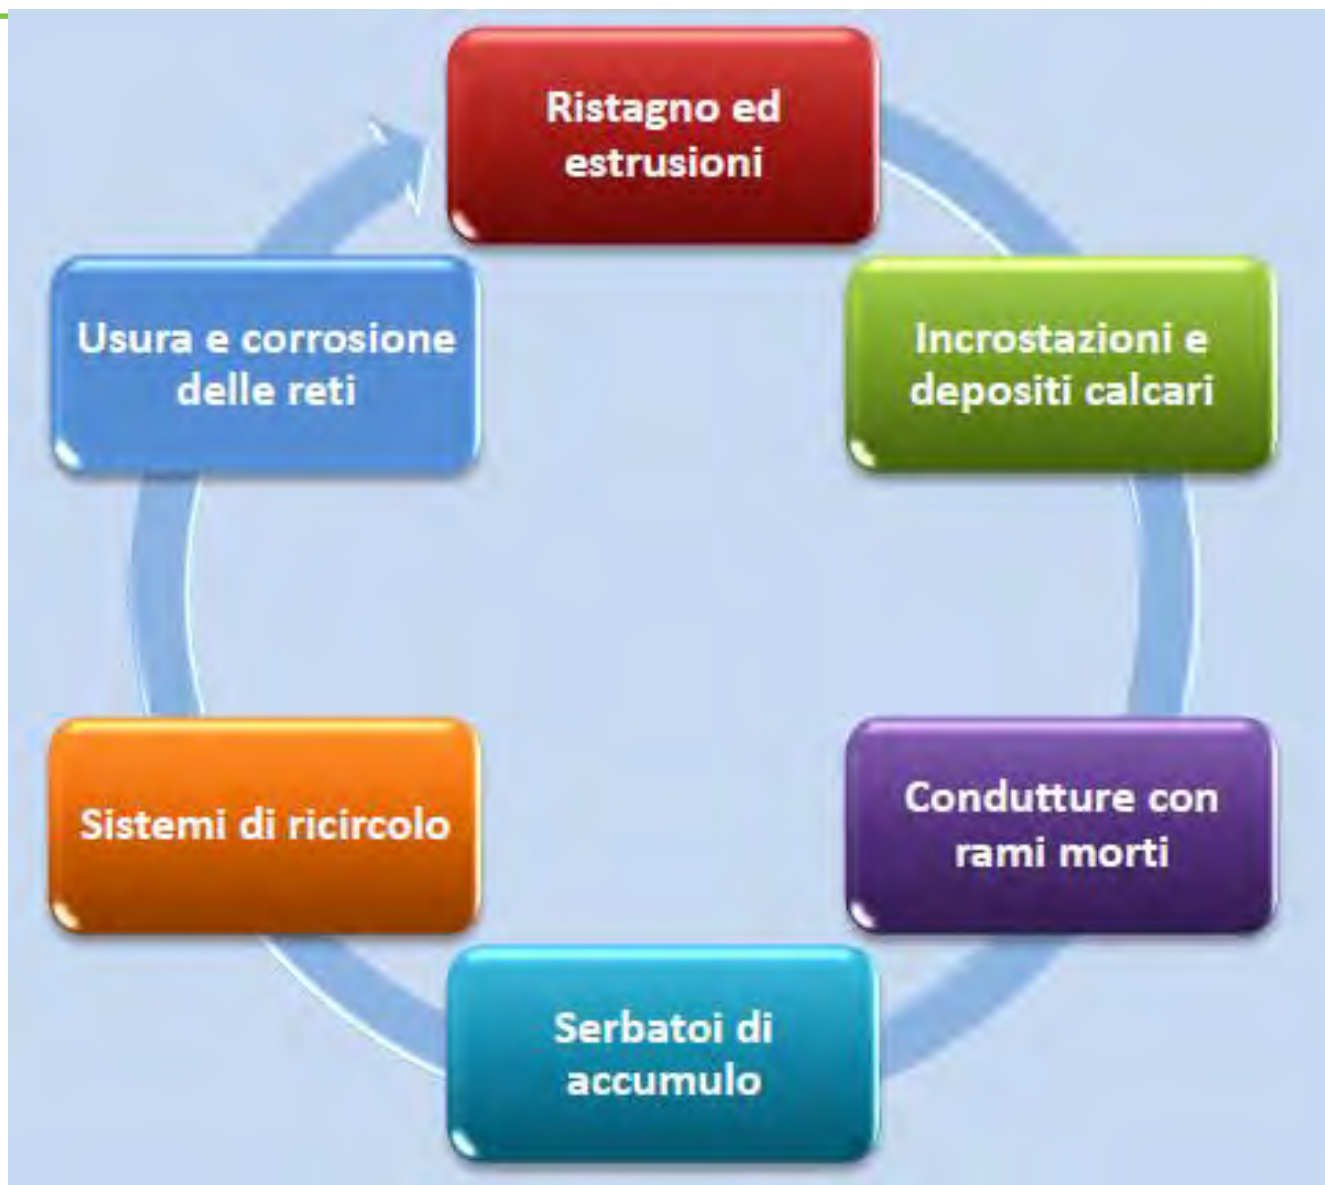 Ristagno ed
estrusioni
Incrostazioni e
depositi calcari
Condutture con
rami morti
Serbatoi di
accumulo
Sistemi di ricircolo
Usura e corrosione
delle reti